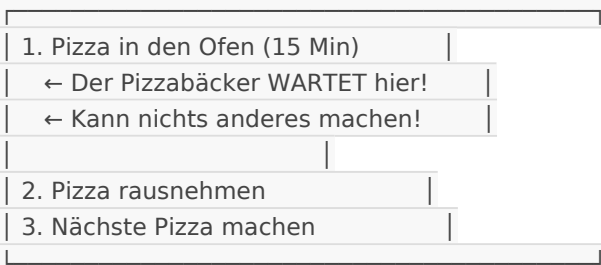 1. Pizza in den Ofen (15 Min)
← Der Pizzabäcker WARTET hier!
← Kann nichts anderes machen!
2. Pizza rausnehmen
3. Nächste Pizza machen